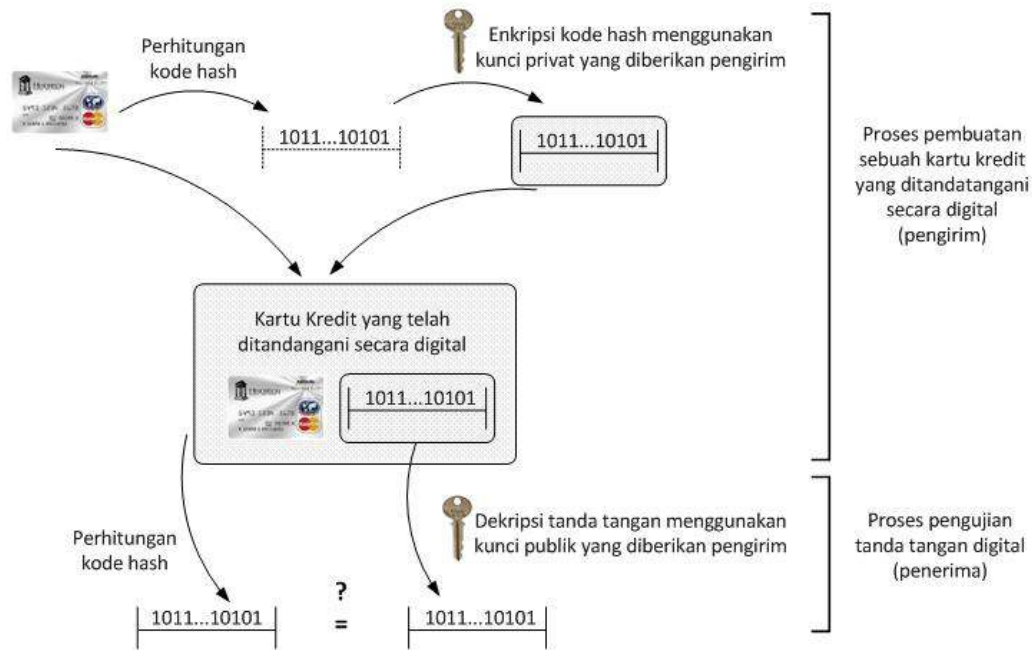 Perhitungan
kode hash
Enkripsi kode hash menggunakan
kunci privat yang diberikan pengirim
1011...10101
1011...10101
Proses pembuatan
sebuah kartu kredit
yang ditandatangani
secara digital
(pengirim)
Kartu Kredit yang telah
ditandangani secara digital
1011...10101
Perhitungan
kode hash
Dekripsi tanda tangan menggunakan
kunci publik yang diberikan pengirim
Proses pengujian
tanda tangan digital
(penerima)
?
=
1011...10101
1011...10101